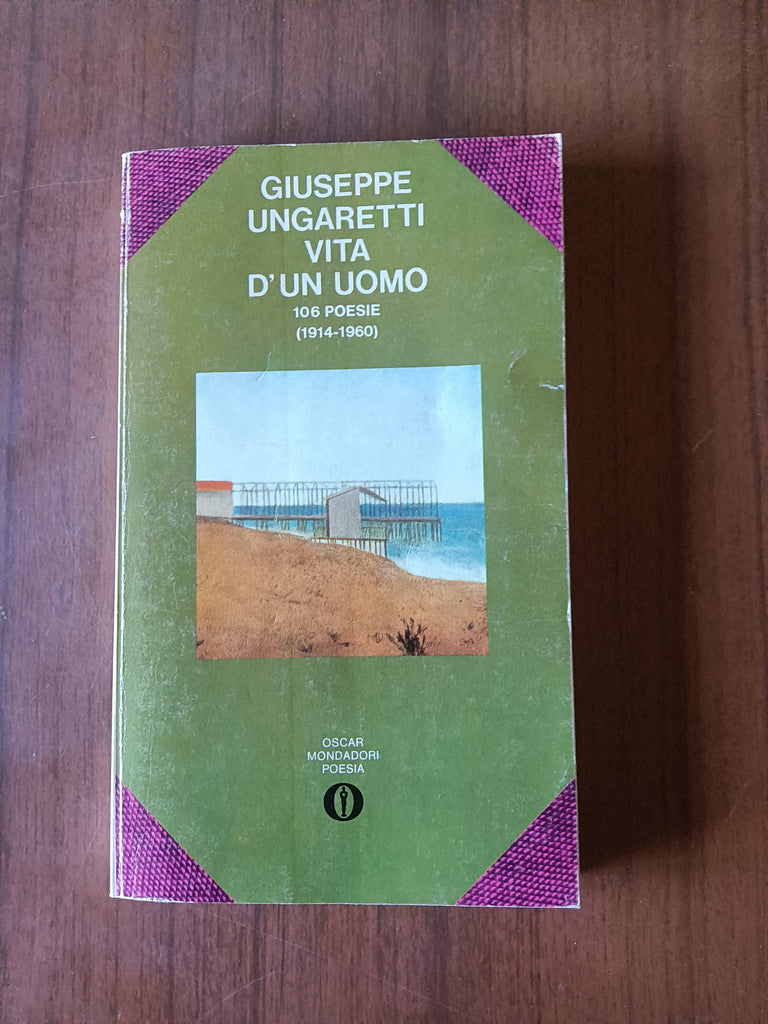 GIUSEPPE
UNGARETTI
VITA
D'UN UOMO
106 POESIE
(1914-1960)
OSCAR
MONDADORI
POESIA